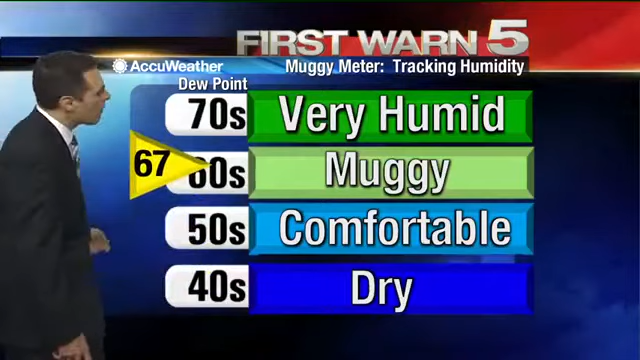 FIRST WARN 5
AccuWeather
Muggy Meter: Tracking Humidity
Dew Point
70s Very Humid
67 60s Muggy
50s Comfortable
40s Dry